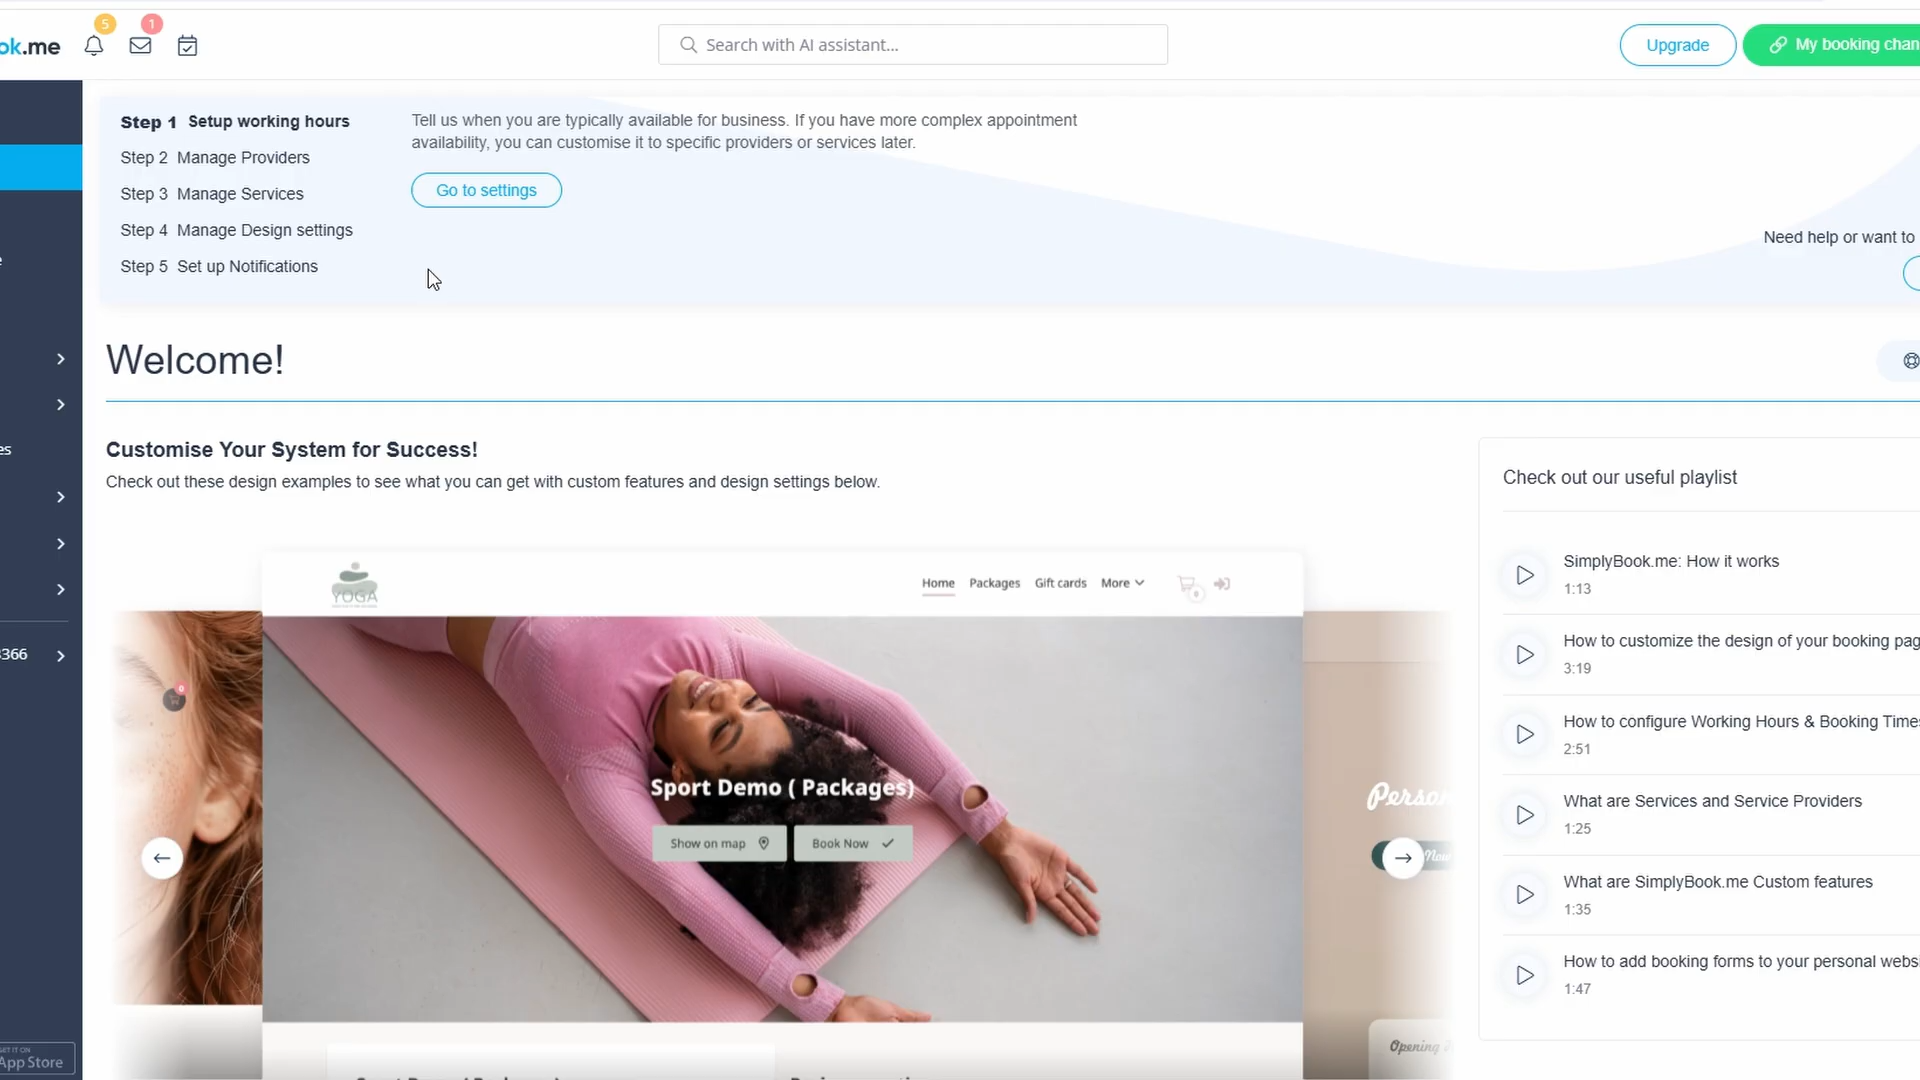 ok.me
5
1
Search with AI assistant...
Upgrade
My booking chan
Step 1 Setup working hours
Step 2 Manage Providers
Step 3 Manage Services
Step 4 Manage Design settings
Step 5 Set up Notifications
Tell us when you are typically available for business. If you have more complex appointment
availability, you can customise it to specific providers or services later.
Go to settings
Need help or want to
e
es
366
GET IT ON
App Store
Welcome!
Customise Your System for Success!
Check out these design examples to see what you can get with custom features and design settings below.
YOGA
Home Packages Gift cards More
0
0
Sport Demo ( Packages)
Show on map
Book Now
Person
Now
Opening
Check out our useful playlist
SimplyBook.me: How it works
1:13
How to customize the design of your booking pag
3:19
How to configure Working Hours & Booking Times
2:51
What are Services and Service Providers
1:25
What are SimplyBook.me Custom features
1:35
How to add booking forms to your personal websi
1:47